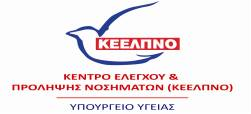 ΚΕΕΛΠΝΟ
ΚΕΝΤΡΟ ΕΛΕΓΧΟΥ &
ΠΡΟΛΗΨΗΣ ΝΟΣΗΜΑΤΩΝ (ΚΕΕΛΠΝΟ)
ΥΠΟΥΡΓΕΙΟ ΥΓΕΙΑΣ